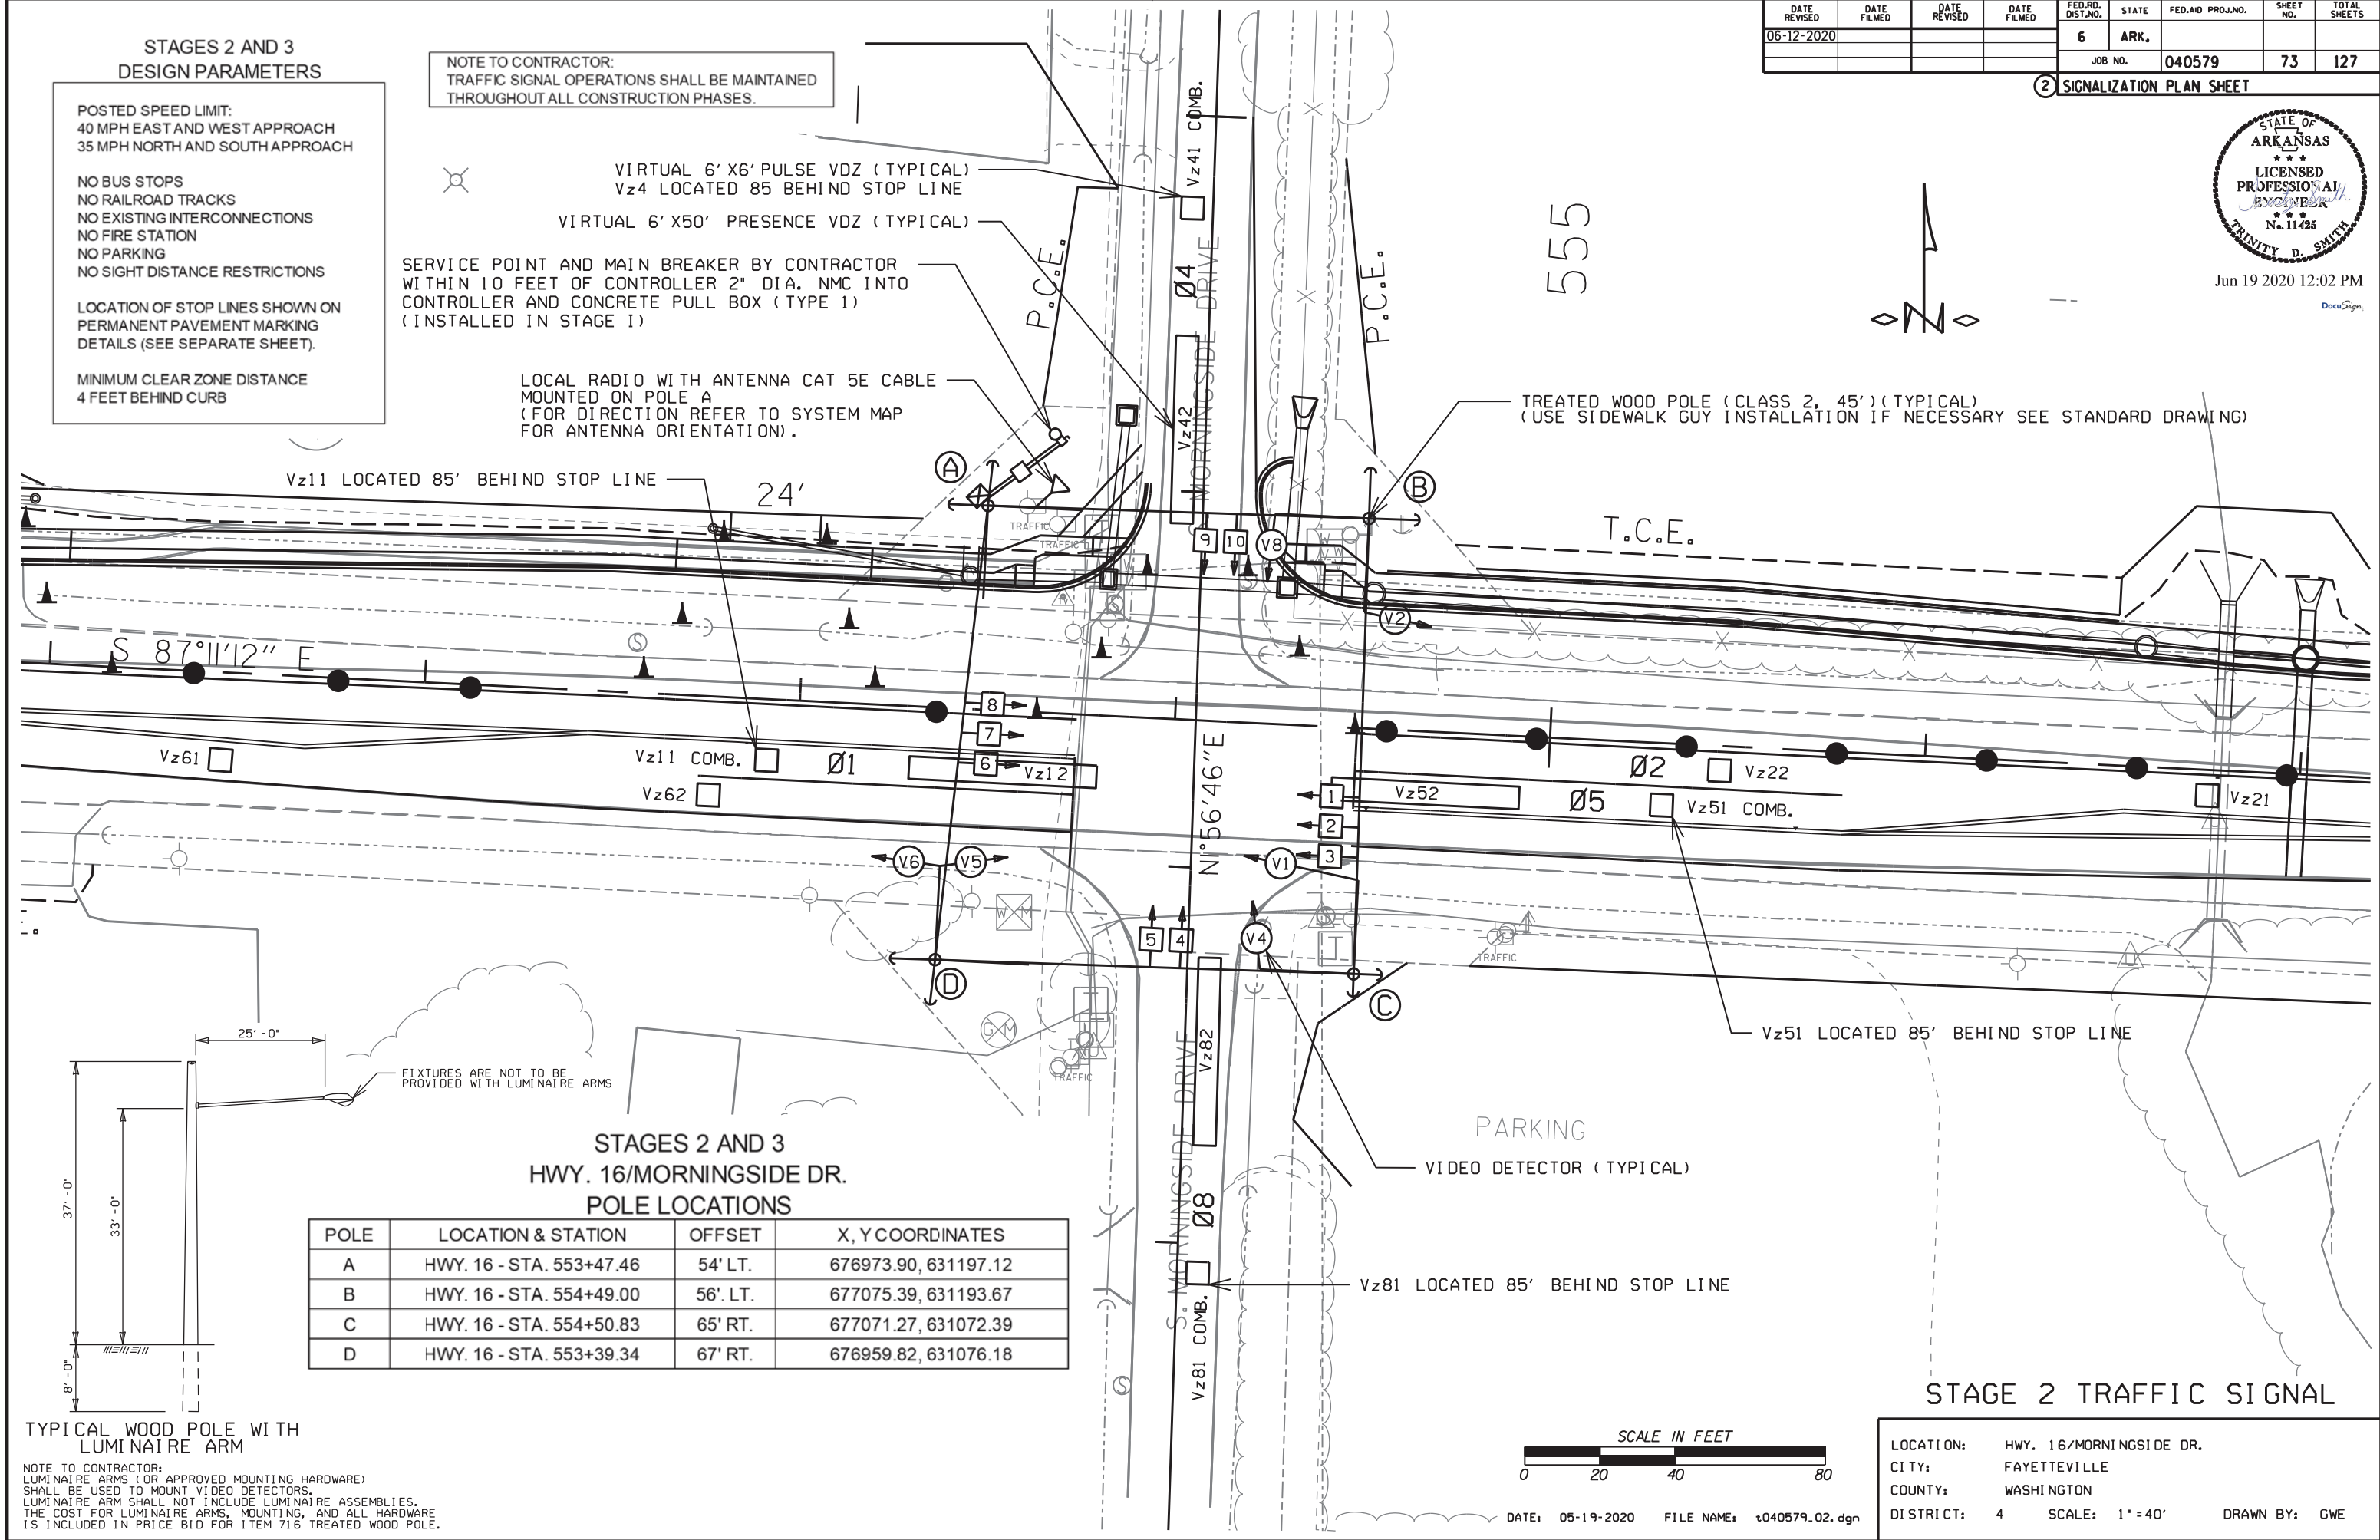 DATE REVISED
DATE FILMED
DATE REVISED
DATE FILMED
FED.RD. DIST.NO.
STATE
FED.AID PROJ.NO.
SHEET NO.
TOTAL SHEETS
06-12-2020
6
ARK.
JOB NO.
040579
73
127
2
SIGNALIZATION PLAN SHEET
STATE OF
ARKANSAS
LICENSED
PROFESSIONAL
ENGINEER
No. 11425
TRINITY D. SMITH
Jun 19 2020 12:02 PM
DocuSign
STAGES 2 AND 3
DESIGN PARAMETERS
POSTED SPEED LIMIT:
40 MPH EAST AND WEST APPROACH
35 MPH NORTH AND SOUTH APPROACH
NO BUS STOPS
NO RAILROAD TRACKS
NO EXISTING INTERCONNECTIONS
NO FIRE STATION
NO PARKING
NO SIGHT DISTANCE RESTRICTIONS
LOCATION OF STOP LINES SHOWN ON
PERMANENT PAVEMENT MARKING
DETAILS (SEE SEPARATE SHEET).
MINIMUM CLEAR ZONE DISTANCE
4 FEET BEHIND CURB
NOTE TO CONTRACTOR:
TRAFFIC SIGNAL OPERATIONS SHALL BE MAINTAINED
THROUGHOUT ALL CONSTRUCTION PHASES.
VIRTUAL 6' X6' PULSE VDZ (TYPICAL)
Vz4 LOCATED 85 BEHIND STOP LINE
VIRTUAL 6' X50' PRESENCE VDZ (TYPICAL)
SERVICE POINT AND MAIN BREAKER BY CONTRACTOR
WITHIN 10 FEET OF CONTROLLER 2" DIA. NMC INTO
CONTROLLER AND CONCRETE PULL BOX (TYPE 1)
(INSTALLED IN STAGE I)
LOCAL RADIO WITH ANTENNA CAT 5E CABLE
MOUNTED ON POLE A
(FOR DIRECTION REFER TO SYSTEM MAP
FOR ANTENNA ORIENTATION).
Vz11 LOCATED 85' BEHIND STOP LINE
24'
Vz41 COMB.
Ø4
MORNINGSIDE DRIVE
Vz42
P.C.E.
P.C.E.
555
N
TREATED WOOD POLE (CLASS 2, 45')(TYPICAL)
(USE SIDEWALK GUY INSTALLATION IF NECESSARY SEE STANDARD DRAWING)
A
B
TRAFFIC
TRAFFIC
9
10
V8
V2
T.C.E.
S 87°11'12" E
S
S
8
7
6
Vz61
Vz11 COMB.
Ø1
Vz12
Vz62
N1°56'46"E
1
2
3
Vz52
Ø5
Ø2
Vz22
Vz51 COMB.
Vz21
V6
V5
V1
5
4
V4
W M
TRAFFIC
D
C
G M
TRAFFIC
Vz51 LOCATED 85' BEHIND STOP LINE
Vz82
S. MORNINGSIDE DRIVE
Ø8
Vz81 COMB.
PARKING
VIDEO DETECTOR (TYPICAL)
Vz81 LOCATED 85' BEHIND STOP LINE
S
25'-0"
37'-0"
33'-0"
8'-0"
FIXTURES ARE NOT TO BE
PROVIDED WITH LUMINAIRE ARMS
TYPICAL WOOD POLE WITH
LUMINAIRE ARM
NOTE TO CONTRACTOR:
LUMINAIRE ARMS (OR APPROVED MOUNTING HARDWARE)
SHALL BE USED TO MOUNT VIDEO DETECTORS.
LUMINAIRE ARM SHALL NOT INCLUDE LUMINAIRE ASSEMBLIES.
THE COST FOR LUMINAIRE ARMS, MOUNTING, AND ALL HARDWARE
IS INCLUDED IN PRICE BID FOR ITEM 716 TREATED WOOD POLE.
STAGES 2 AND 3
HWY. 16/MORNINGSIDE DR.
POLE LOCATIONS
POLE LOCATION & STATION OFFSET X, Y COORDINATES
A HWY. 16 - STA. 553+47.46 54' LT. 676973.90, 631197.12
B HWY. 16 - STA. 554+49.00 56'. LT. 677075.39, 631193.67
C HWY. 16 - STA. 554+50.83 65' RT. 677071.27, 631072.39
D HWY. 16 - STA. 553+39.34 67' RT. 676959.82, 631076.18
SCALE IN FEET
0 20 40 80
DATE: 05-19-2020 FILE NAME: t040579_02.dgn
STAGE 2 TRAFFIC SIGNAL
LOCATION: HWY. 16/MORNINGSIDE DR.
CITY: FAYETTEVILLE
COUNTY: WASHINGTON
DISTRICT: 4 SCALE: 1"=40' DRAWN BY: GWE